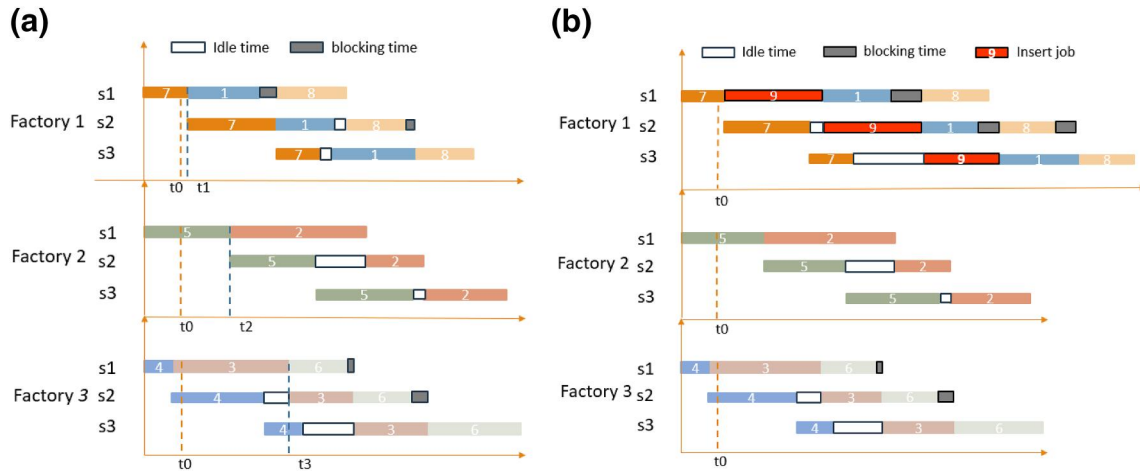 (a)
Idle time blocking time
s1 7 1 8
Factory 1 s2 7 1 8
s3 7 1 8
t0 t1
s1 5 2
Factory 2 s2 5 2
s3 5 2
t0 t2
s1 4 3 6
Factory 3 s2 4 3 6
s3 4 3 6
t0 t3
(b)
Idle time blocking time 9 Insert job
s1 7 9 1 8
Factory 1 s2 7 9 1 8
s3 7 9 1 8
t0
s1 5 2
Factory 2 s2 5 2
s3 5 2
t0
s1 4 3 6
Factory 3 s2 4 3 6
s3 4 3 6
t0